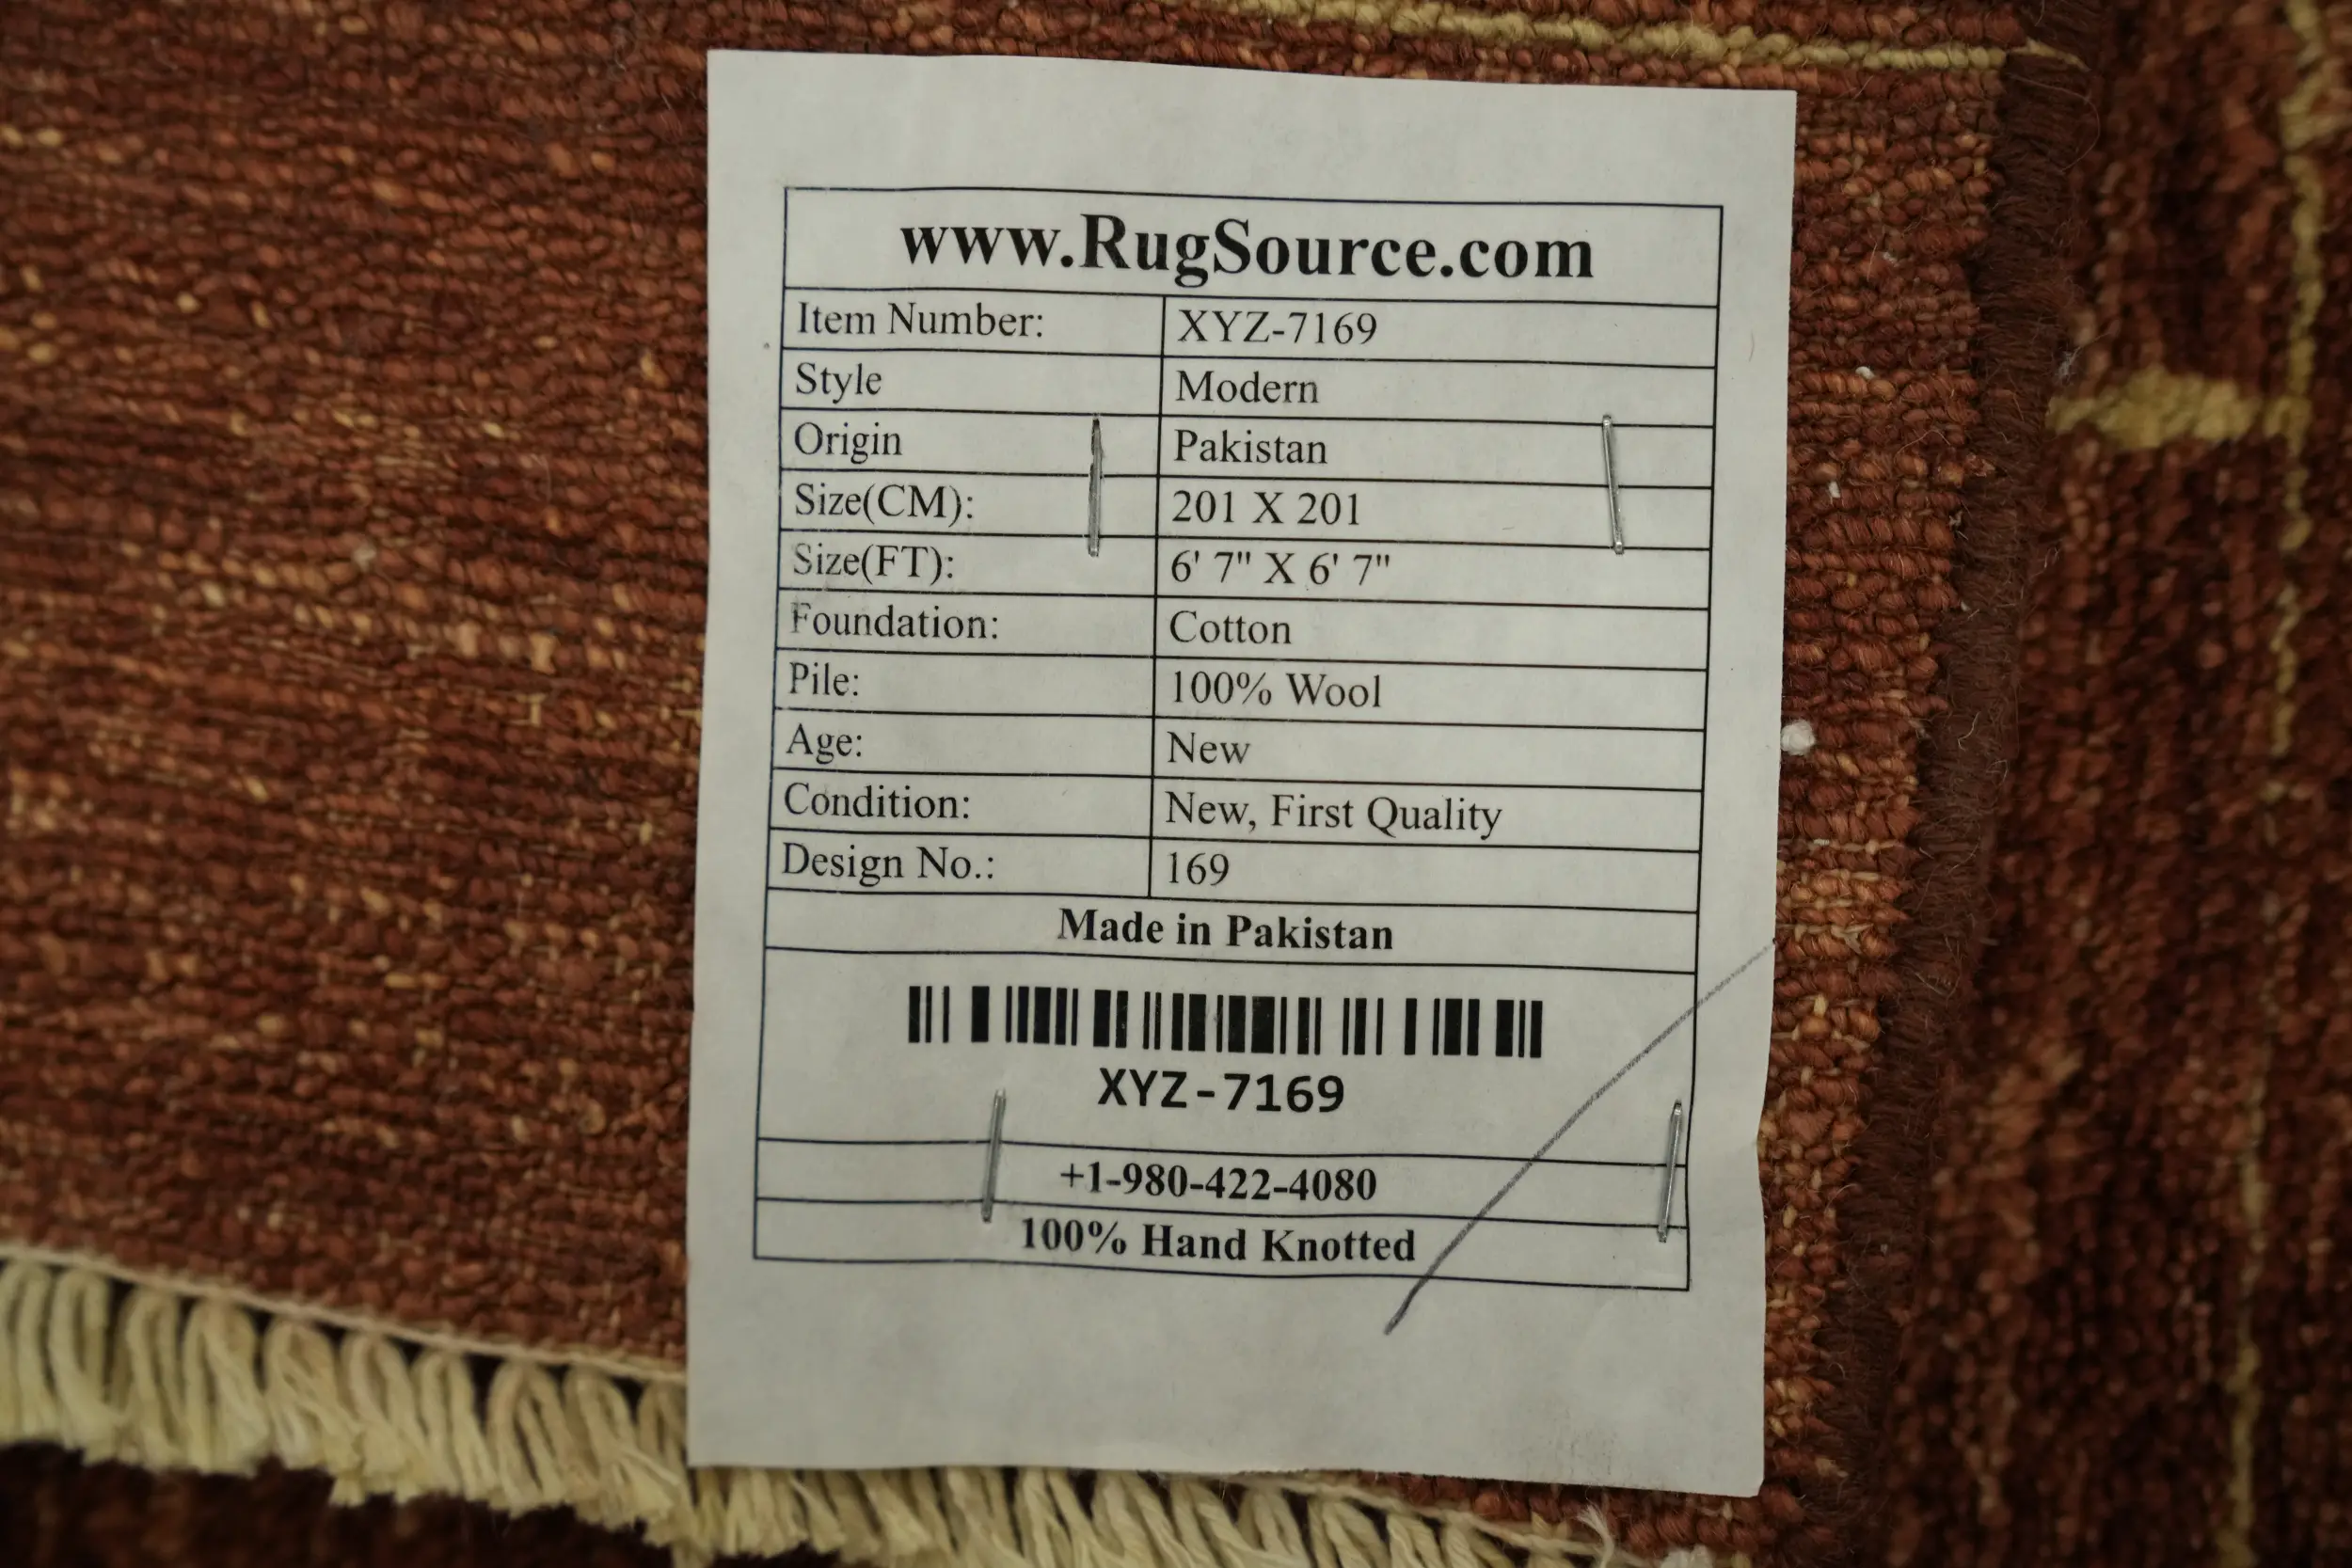 www.RugSource.com
Item Number: XYZ-7169
Style Modern
Origin Pakistan
Size(CM): 201 X 201
Size(FT): 6' 7" X 6' 7"
Foundation: Cotton
Pile: 100% Wool
Age: New
Condition: New, First Quality
Design No.: 169
Made in Pakistan
XYZ-7169
+1-980-422-4080
100% Hand Knotted